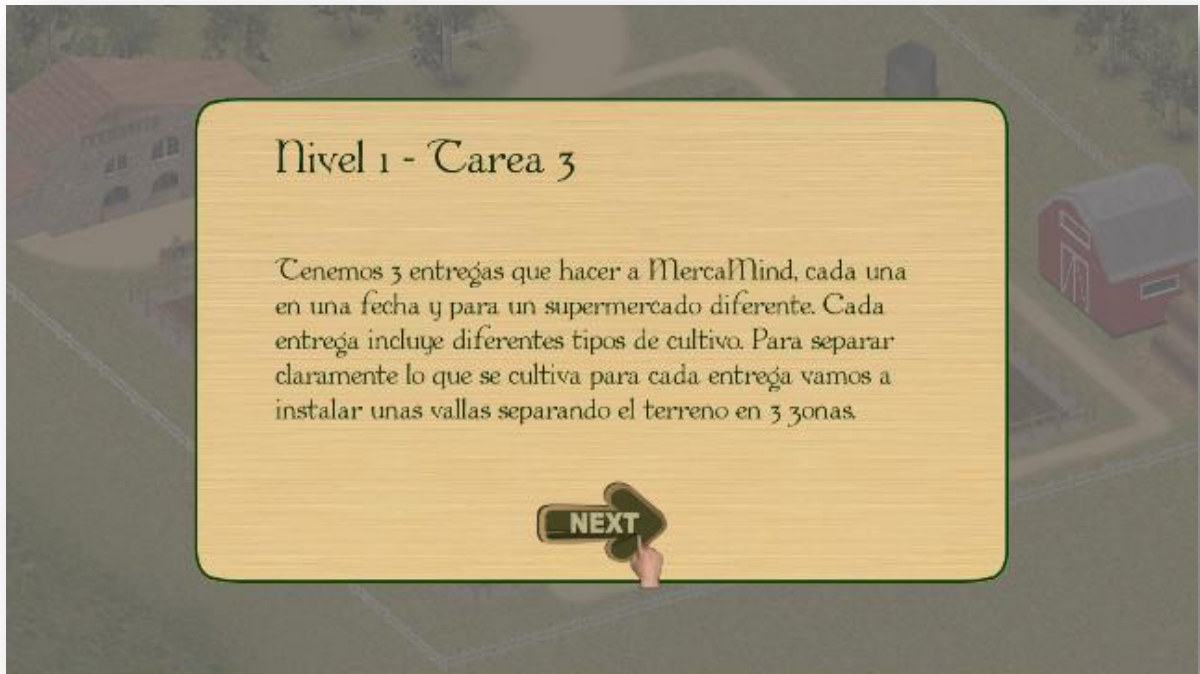 Nivel 1 - Tarea 3
Tenemos 3 entregas que hacer a MercaMind, cada una
en una fecha y para un supermercado diferente. Cada
entrega incluye diferentes tipos de cultivo. Para separar
claramente lo que se cultiva para cada entrega vamos a
instalar unas vallas separando el terreno en 3 zonas.
NEXT